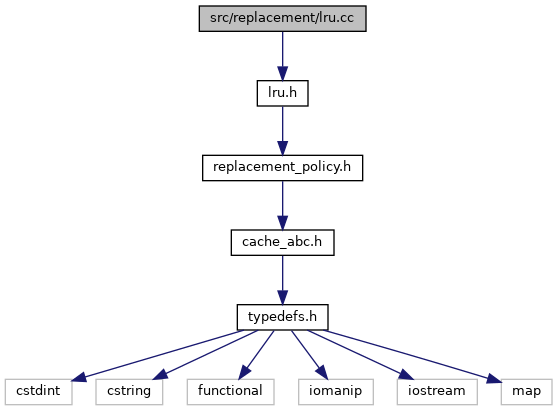 src/replacement/lru.cc
lru.h
replacement_policy.h
cache_abc.h
typedefs.h
cstdint
cstring
functional
iomanip
iostream
map